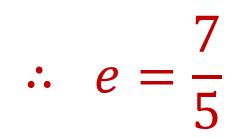 ∴ e = 7/5